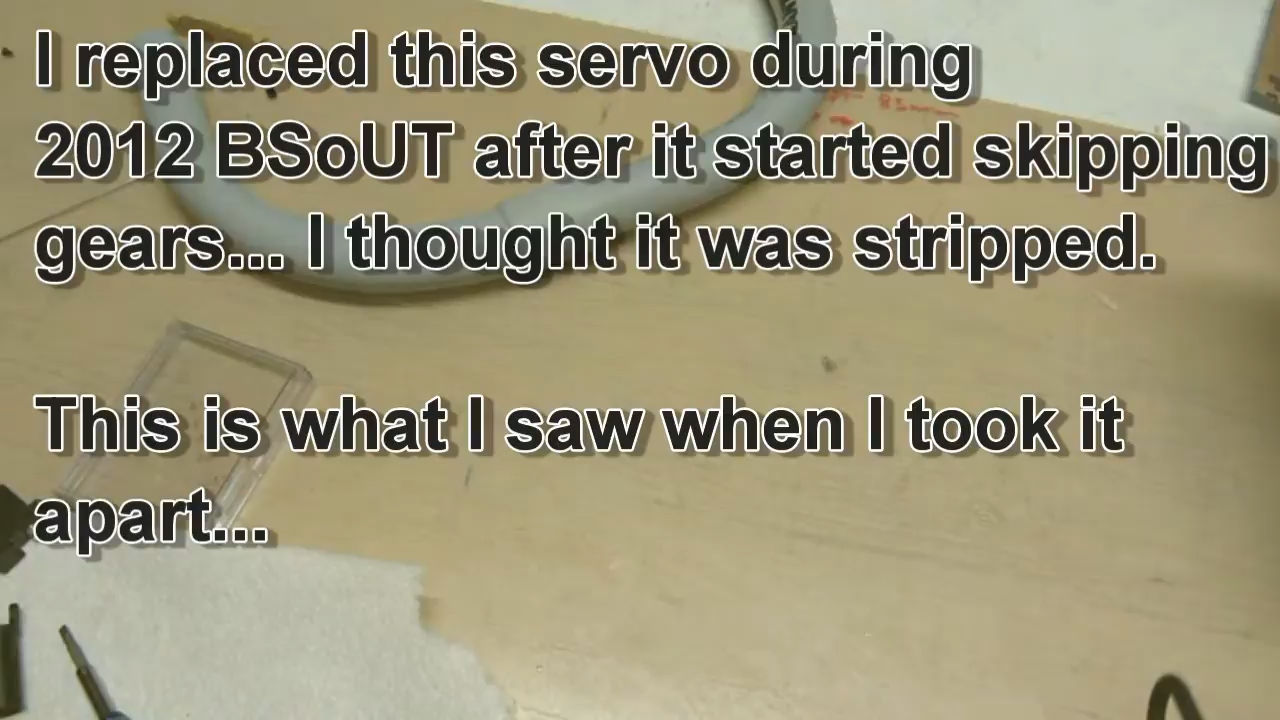 I replaced this servo during
2012 BSoUT after it started skipping
gears... I thought it was stripped.
This is what I saw when I took it
apart...